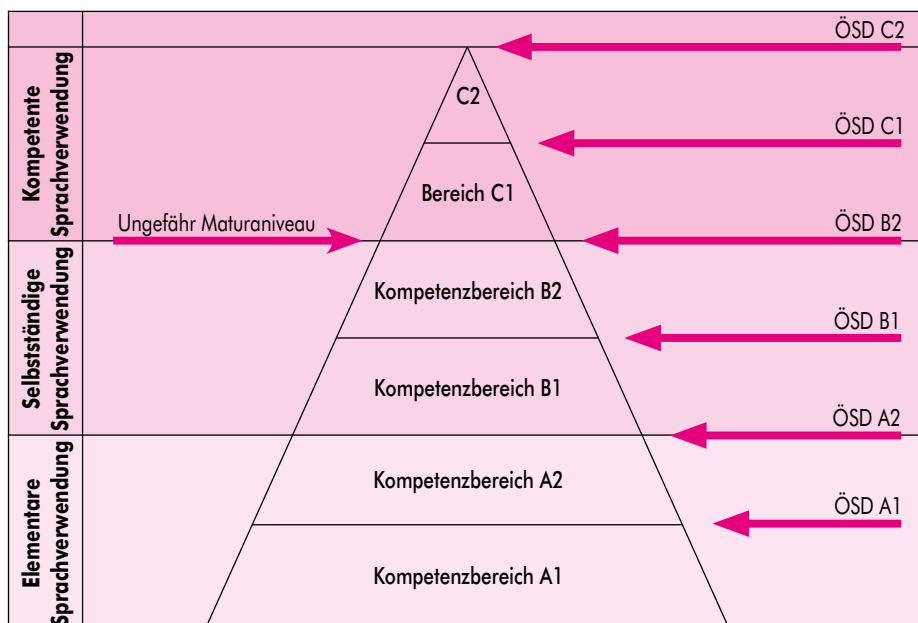 ÖSD C2
Kompetente
Sprachverwendung
C2
ÖSD C1
Bereich C1
Ungefähr Maturaniveau
ÖSD B2
Selbstständige
Sprachverwendung
Kompetenzbereich B2
ÖSD B1
Kompetenzbereich B1
ÖSD A2
Elementare
Sprachverwendung
Kompetenzbereich A2
ÖSD A1
Kompetenzbereich A1